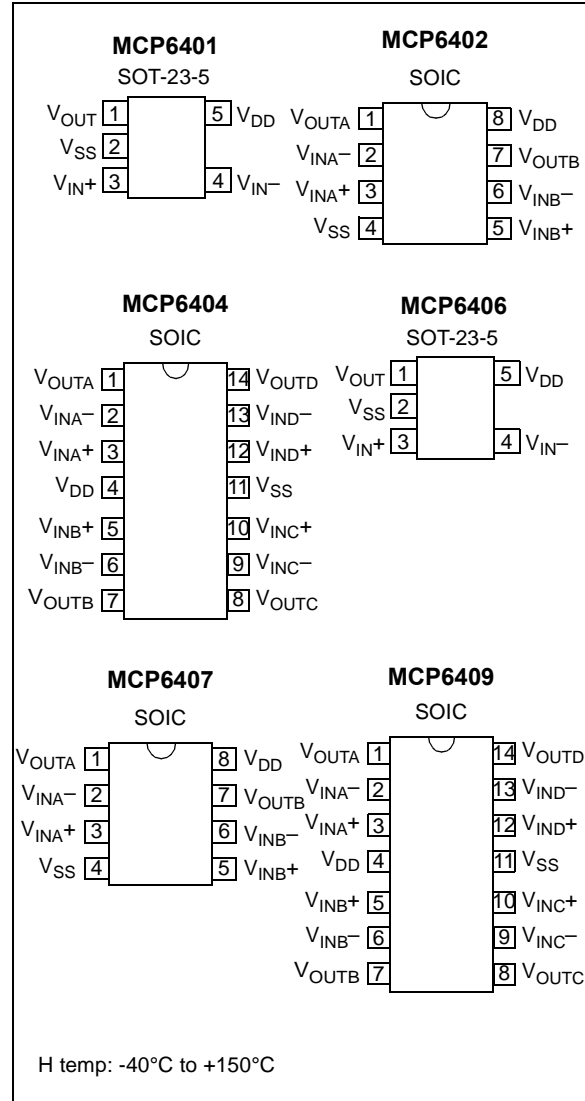 MCP6401
SOT-23-5
VOUT 1 5 VDD
VSS 2
VIN+ 3 4 VIN–
MCP6402
SOIC
VOUTA 1 8 VDD
VINA– 2 7 VOUTB
VINA+ 3 6 VINB–
VSS 4 5 VINB+
MCP6404
SOIC
VOUTA 1 14 VOUTD
VINA– 2 13 VIND–
VINA+ 3 12 VIND+
VDD 4 11 VSS
VINB+ 5 10 VINC+
VINB– 6 9 VINC–
VOUTB 7 8 VOUTC
MCP6406
SOT-23-5
VOUT 1 5 VDD
VSS 2
VIN+ 3 4 VIN–
MCP6407
SOIC
VOUTA 1 8 VDD
VINA– 2 7 VOUTB
VINA+ 3 6 VINB–
VSS 4 5 VINB+
MCP6409
SOIC
VOUTA 1 14 VOUTD
VINA– 2 13 VIND–
VINA+ 3 12 VIND+
VDD 4 11 VSS
VINB+ 5 10 VINC+
VINB– 6 9 VINC–
VOUTB 7 8 VOUTC
H temp: -40°C to +150°C